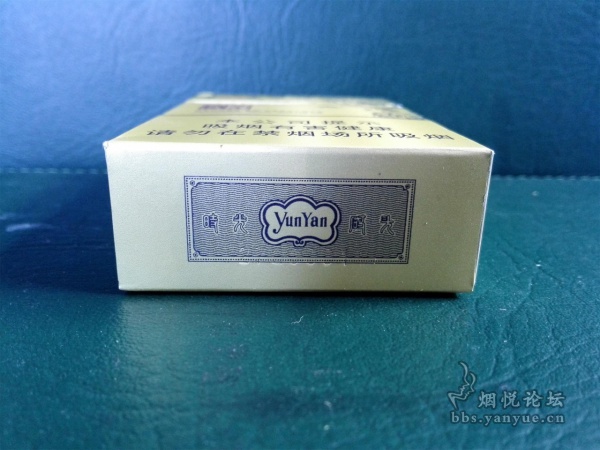 本公司提示
吸烟有害健康
请勿在禁烟场所吸烟
YunYan
烟悦论坛
bbs.yanyue.cn